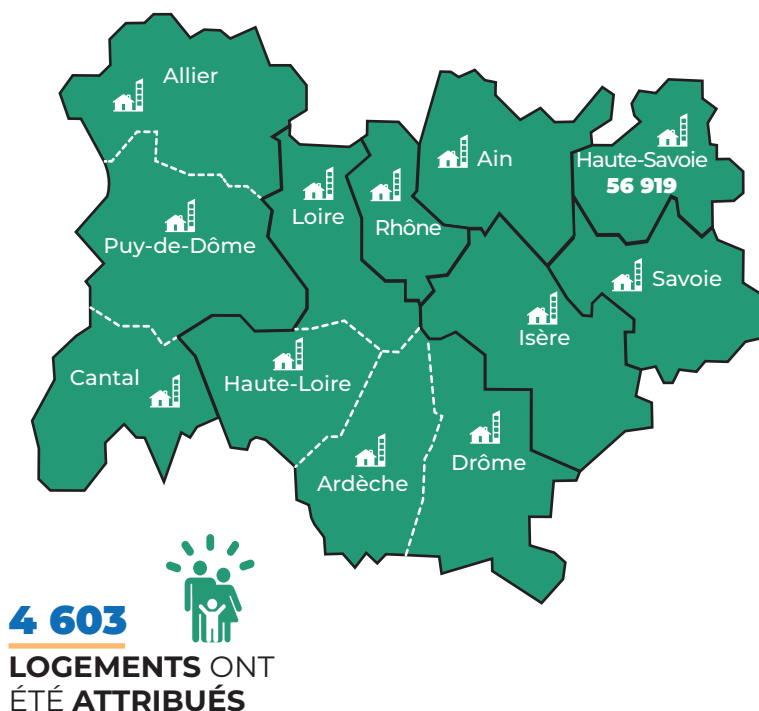 Allier
Ain
Haute-Savoie
56 919
Loire
Rhône
Puy-de-Dôme
Savoie
Isère
Cantal
Haute-Loire
Drôme
Ardèche
4 603
LOGEMENTS ONT
ÉTÉ ATTRIBUÉS